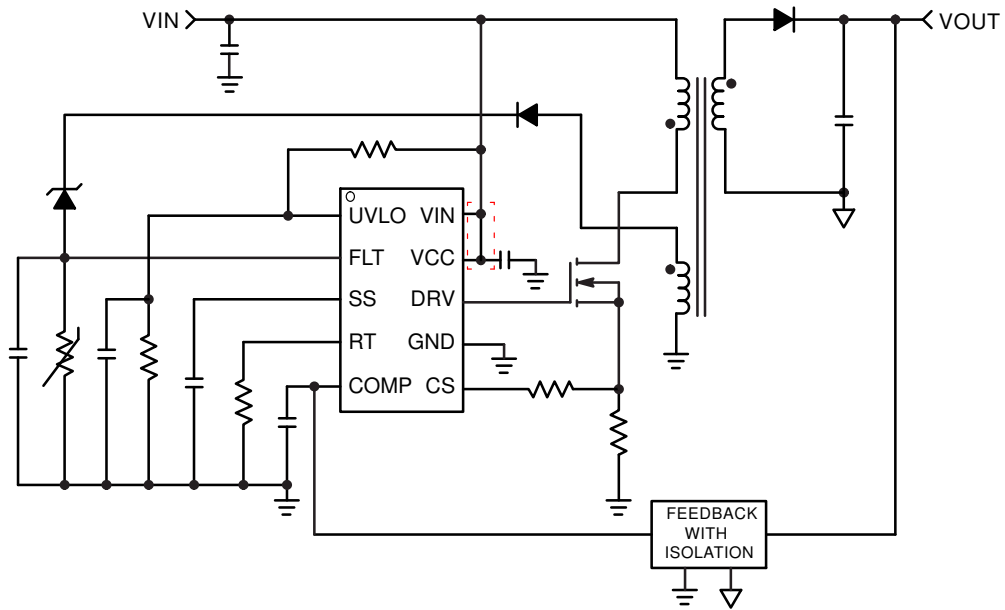 VIN
VOUT
UVLO VIN
FLT VCC
SS DRV
RT GND
COMP CS
FEEDBACK
WITH
ISOLATION